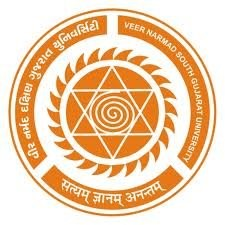 વીર નર્મદ દક્ષિણ ગુજરાત યુનિવર્સિટી
VEER NARMAD SOUTH GUJARAT UNIVERSITY
सत्यम् ज्ञानम् अनन्तम्